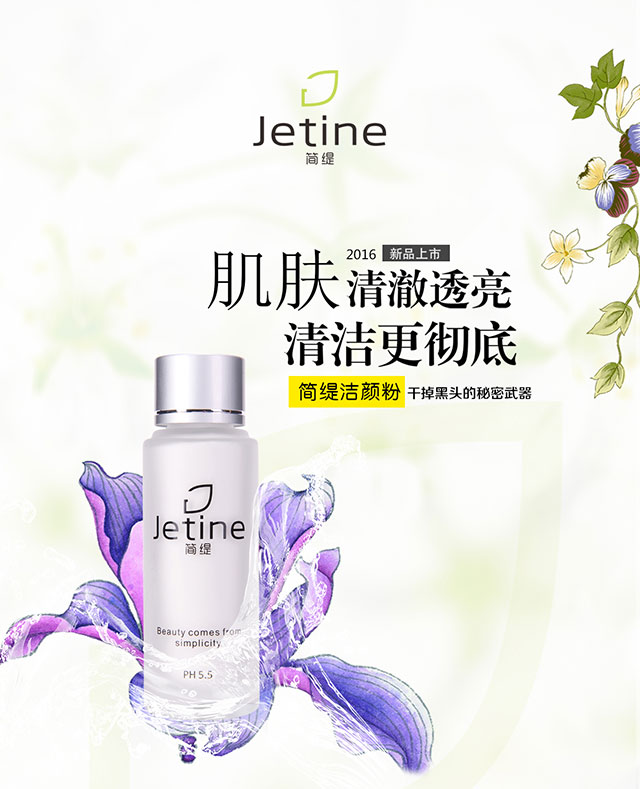 Jetine
简缇
2016 新品上市
肌肤清澈透亮
清洁更彻底
简缇洁颜粉 干掉黑头的秘密武器
Jetine
简缇
Beauty comes from
simplicity.
PH 5.5